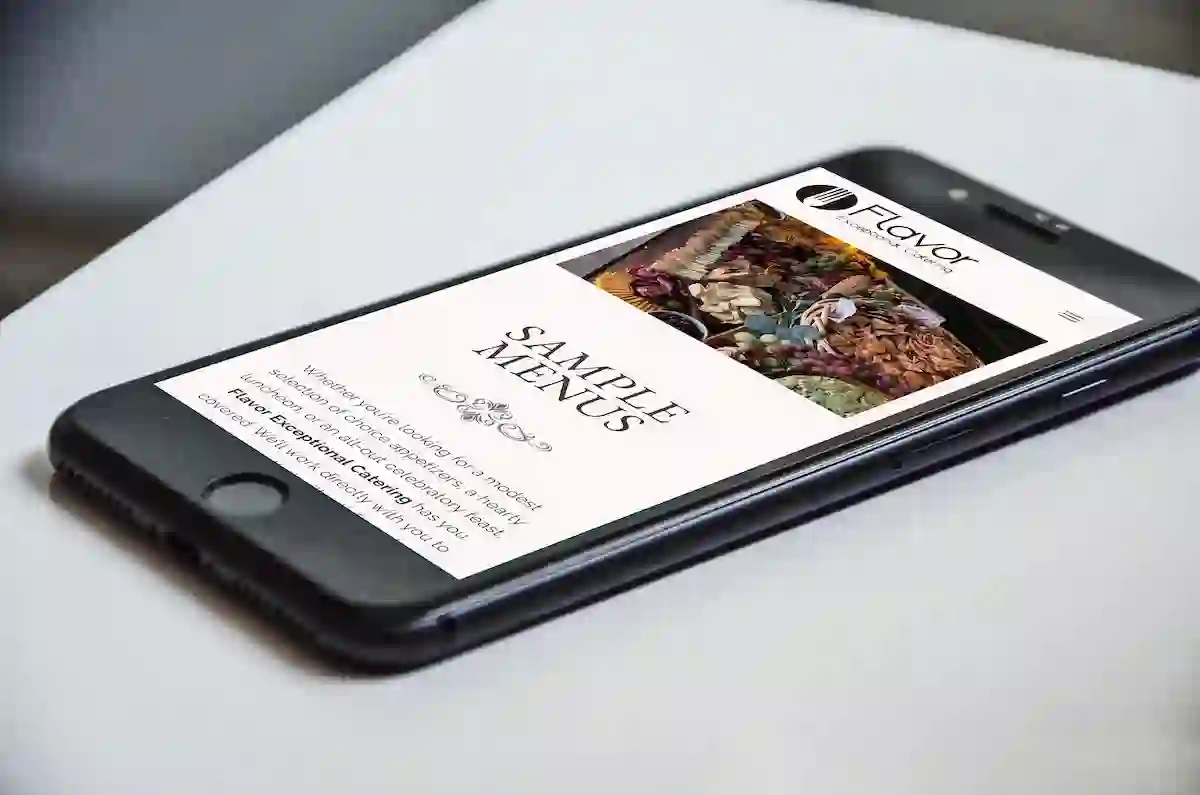 Flavor
Exceptional Catering
SAMPLE
MENUS
Whether you're looking for a modest
selection of choice appetizers, a hearty
luncheon, or an all-out celebratory feast,
Flavor Exceptional Catering has you
covered. We'll work directly with you to